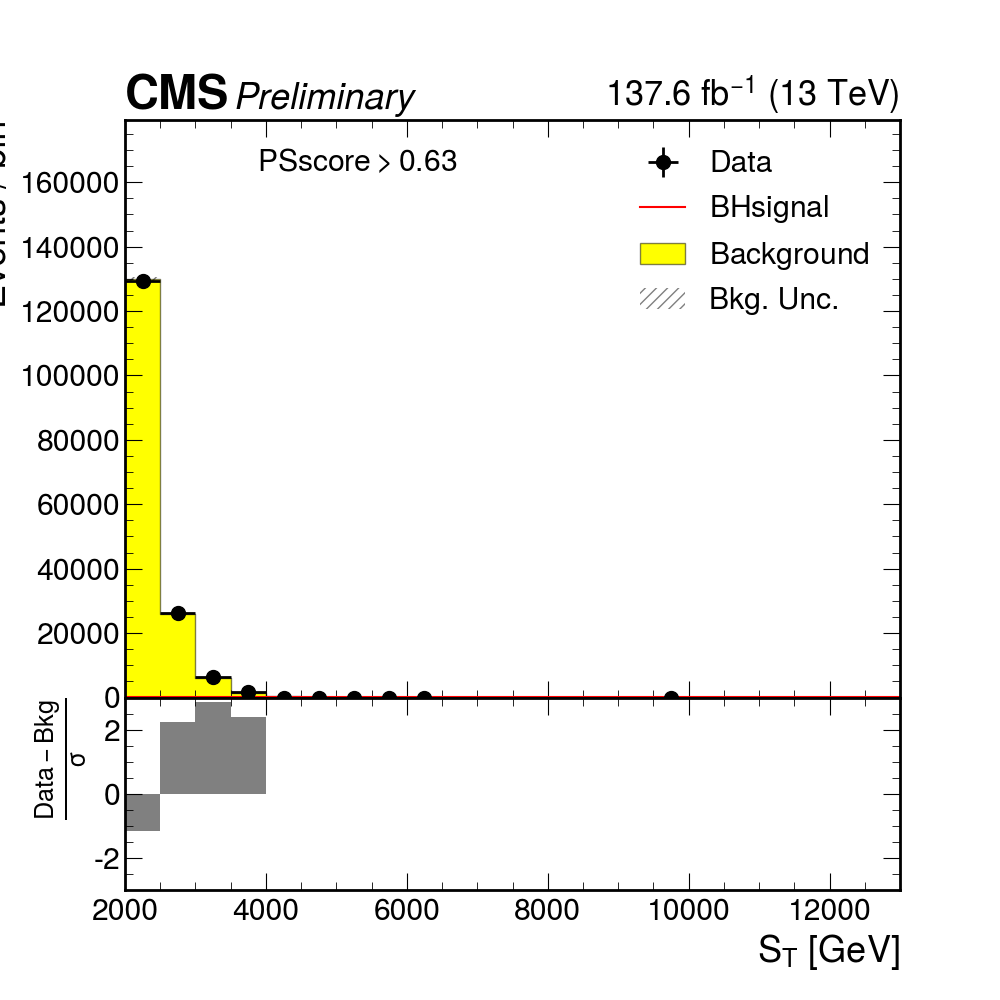 CMS Preliminary 137.6 fb⁻¹ (13 TeV)
PSscore > 0.63
Data
BHsignal
Background
Bkg. Unc.
160000
140000
120000
100000
80000
60000
40000
20000
0
Data – Bkg
σ
2
0
-2
2000 4000 6000 8000 10000 12000
S_T [GeV]